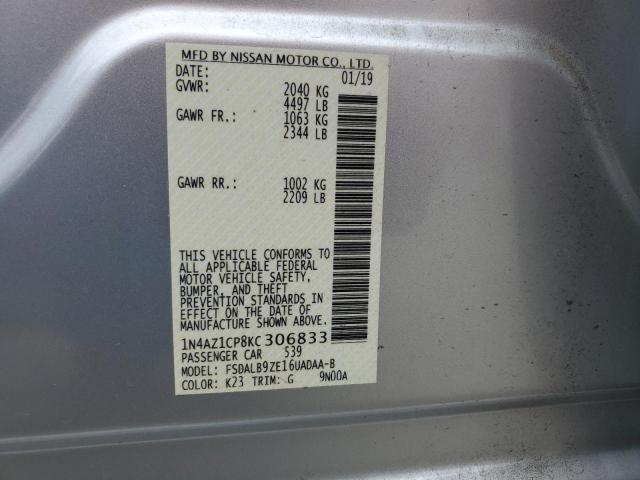 MFD BY NISSAN MOTOR CO., LTD.
DATE: 01/19
GVWR: 2040 KG
4497 LB
GAWR FR.: 1063 KG
2344 LB
GAWR RR.: 1002 KG
2209 LB
THIS VEHICLE CONFORMS TO
ALL APPLICABLE FEDERAL
MOTOR VEHICLE SAFETY,
BUMPER, AND THEFT
PREVENTION STANDARDS IN
EFFECT ON THE DATE OF
MANUFACTURE SHOWN ABOVE.
1N4AZ1CP8KC306833
PASSENGER CAR 539
MODEL: FSDALB9ZE16UADAA-B
COLOR: K23 TRIM: G 9N00A